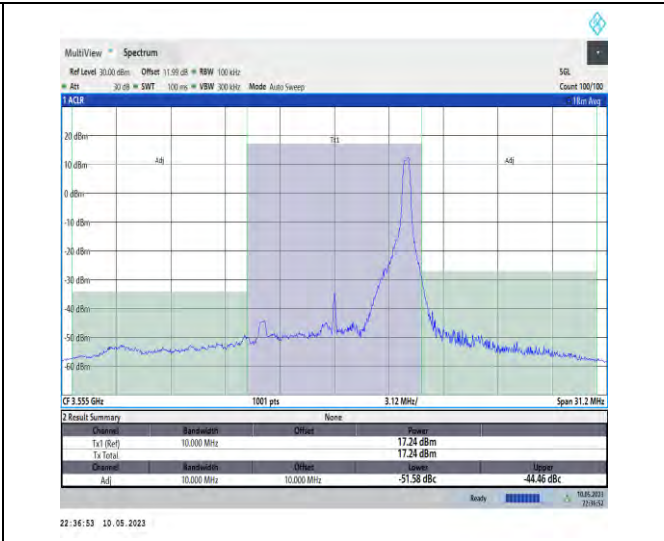 MultiView Spectrum
Ref Level 30.00 dBm Offset 11.99 dB RBW 100 kHz SGL
Att 30 dB SWT 100 ms VBW 300 kHz Mode Auto Sweep Count 100/100
1 ACLR 1Rm Avg
Tx1
20 dBm
Adj Adj
10 dBm
0 dBm
-10 dBm
-20 dBm
-30 dBm
-40 dBm
-50 dBm
-60 dBm
CF 3.555 GHz 1001 pts 3.12 MHz/ Span 31.2 MHz
2 Result Summary None
Channel Bandwidth Offset Power
Tx1 (Ref) 10.000 MHz 17.24 dBm
Tx Total 17.24 dBm
Channel Bandwidth Offset Lower Upper
Adj 10.000 MHz 10.000 MHz -51.58 dBc -44.46 dBc
Ready 10.05.2023
22:36:52
22:36:53 10.05.2023